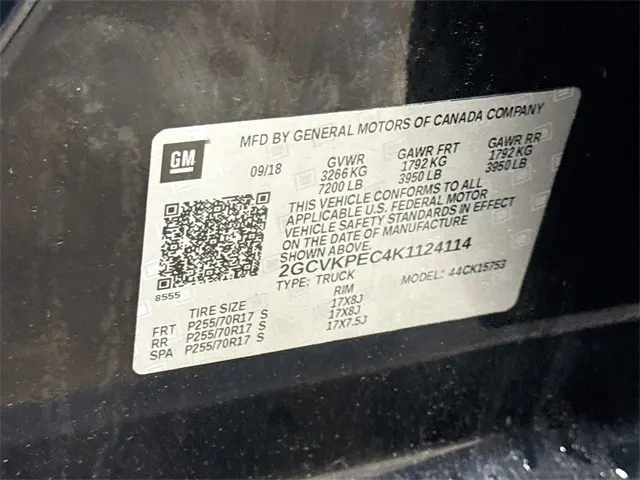 GM
MFD BY GENERAL MOTORS OF CANADA COMPANY
09/18 GVWR GAWR FRT GAWR RR
3266 KG 1792 KG 1792 KG
7200 LB 3950 LB 3950 LB
THIS VEHICLE CONFORMS TO ALL
APPLICABLE U.S. FEDERAL MOTOR
VEHICLE SAFETY STANDARDS IN EFFECT
ON THE DATE OF MANUFACTURE
SHOWN ABOVE.
2GCVKPEC4K1124114
TYPE: TRUCK MODEL: 44CK15753
8555
TIRE SIZE RIM
FRT P255/70R17 S 17X8J
RR P255/70R17 S 17X8J
SPA P255/70R17 S 17X7.5J